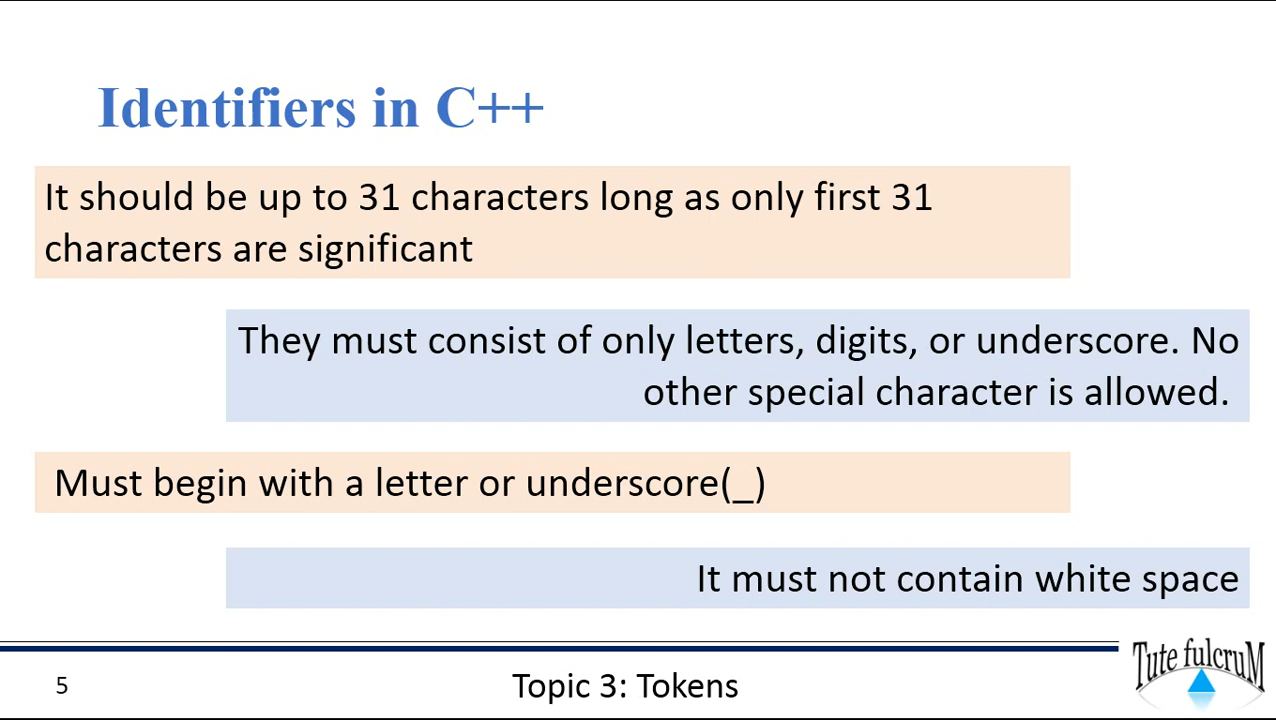 Identifiers in C++
It should be up to 31 characters long as only first 31
characters are significant
They must consist of only letters, digits, or underscore. No
other special character is allowed.
Must begin with a letter or underscore(_)
It must not contain white space
5
Topic 3: Tokens
Tute fulcruM